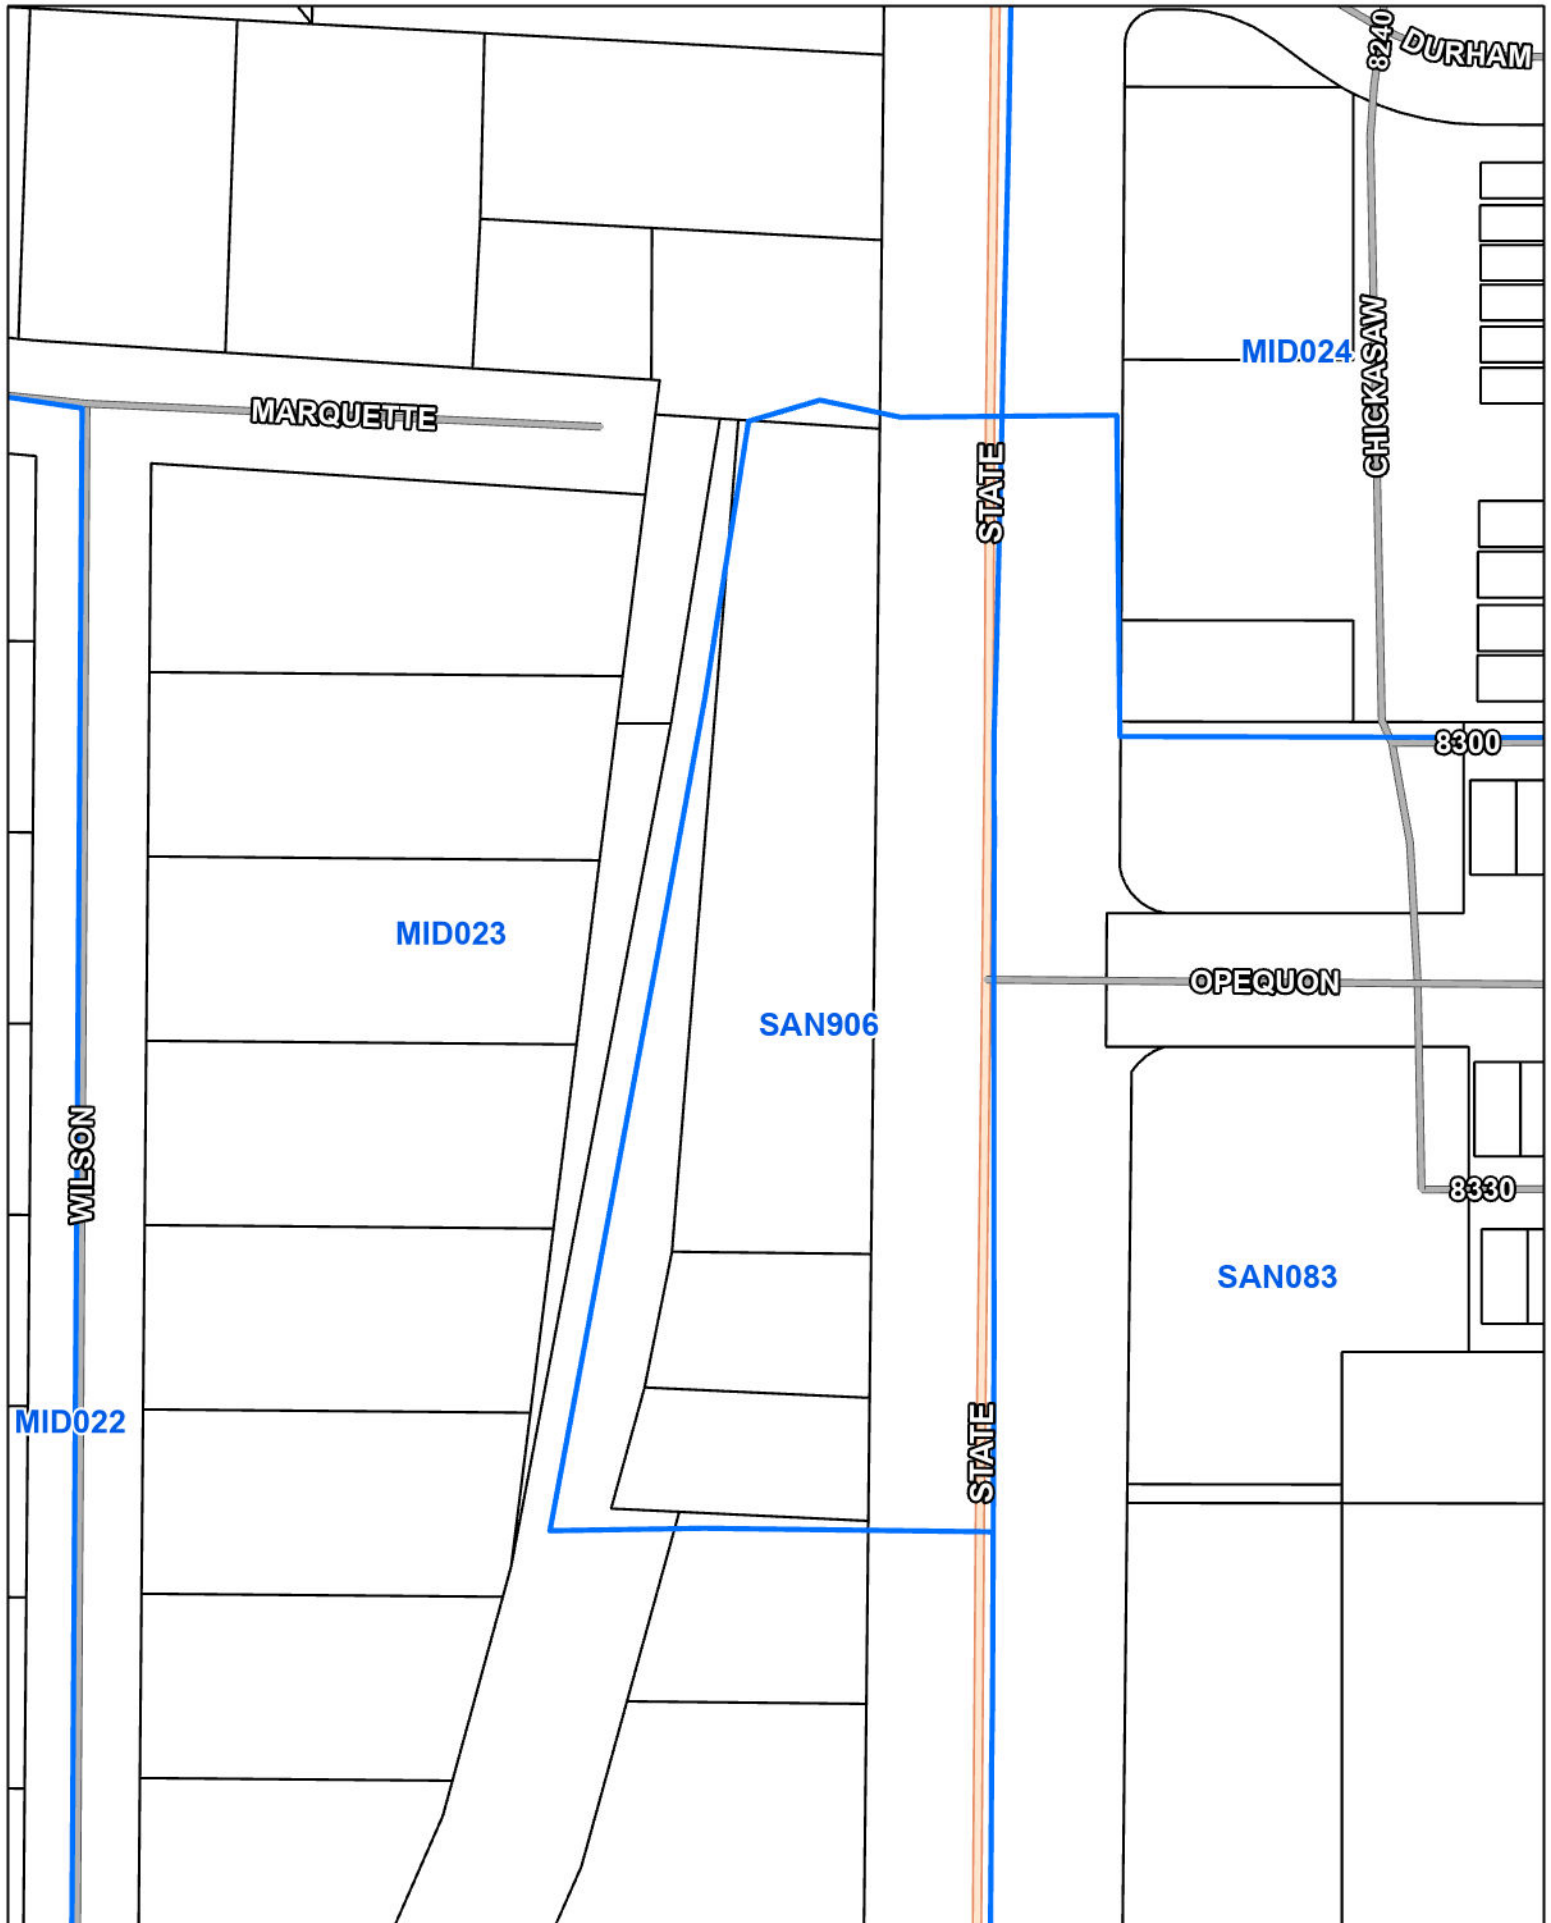 8240
DURHAM
MID024
CHICKASAW
MARQUETTE
STATE
8300
MID023
OPEQUON
SAN906
WILSON
8330
SAN083
MID022
STATE